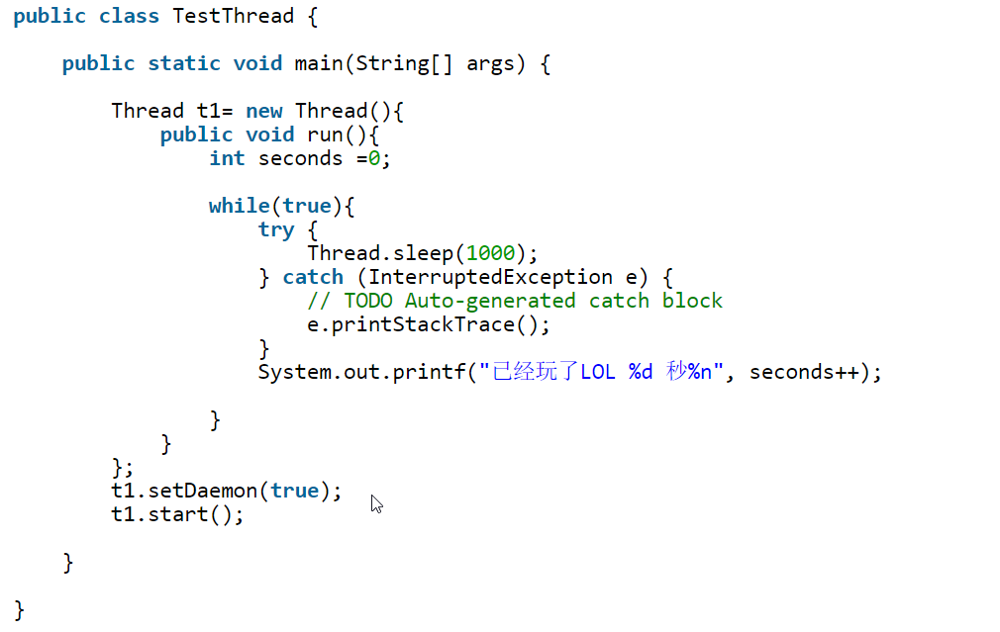 public class TestThread {
public static void main(String[] args) {
Thread t1= new Thread(){
public void run(){
int seconds =0;
while(true){
try {
Thread.sleep(1000);
} catch (InterruptedException e) {
// TODO Auto-generated catch block
e.printStackTrace();
}
System.out.printf("已经玩了LOL %d 秒%n", seconds++);
}
}
};
t1.setDaemon(true);
t1.start();
}
}